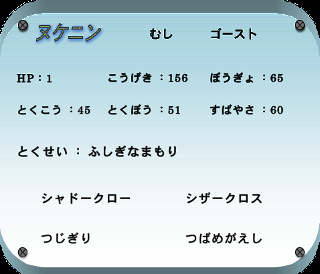 ヌケニン むし ゴースト
HP：1 こうげき：156 ぼうぎょ：65
とくこう：45 とくぼう：51 すばやさ：60
とくせい：ふしぎなまもり
シャドークロー シザークロス
つじぎり つばめがえし